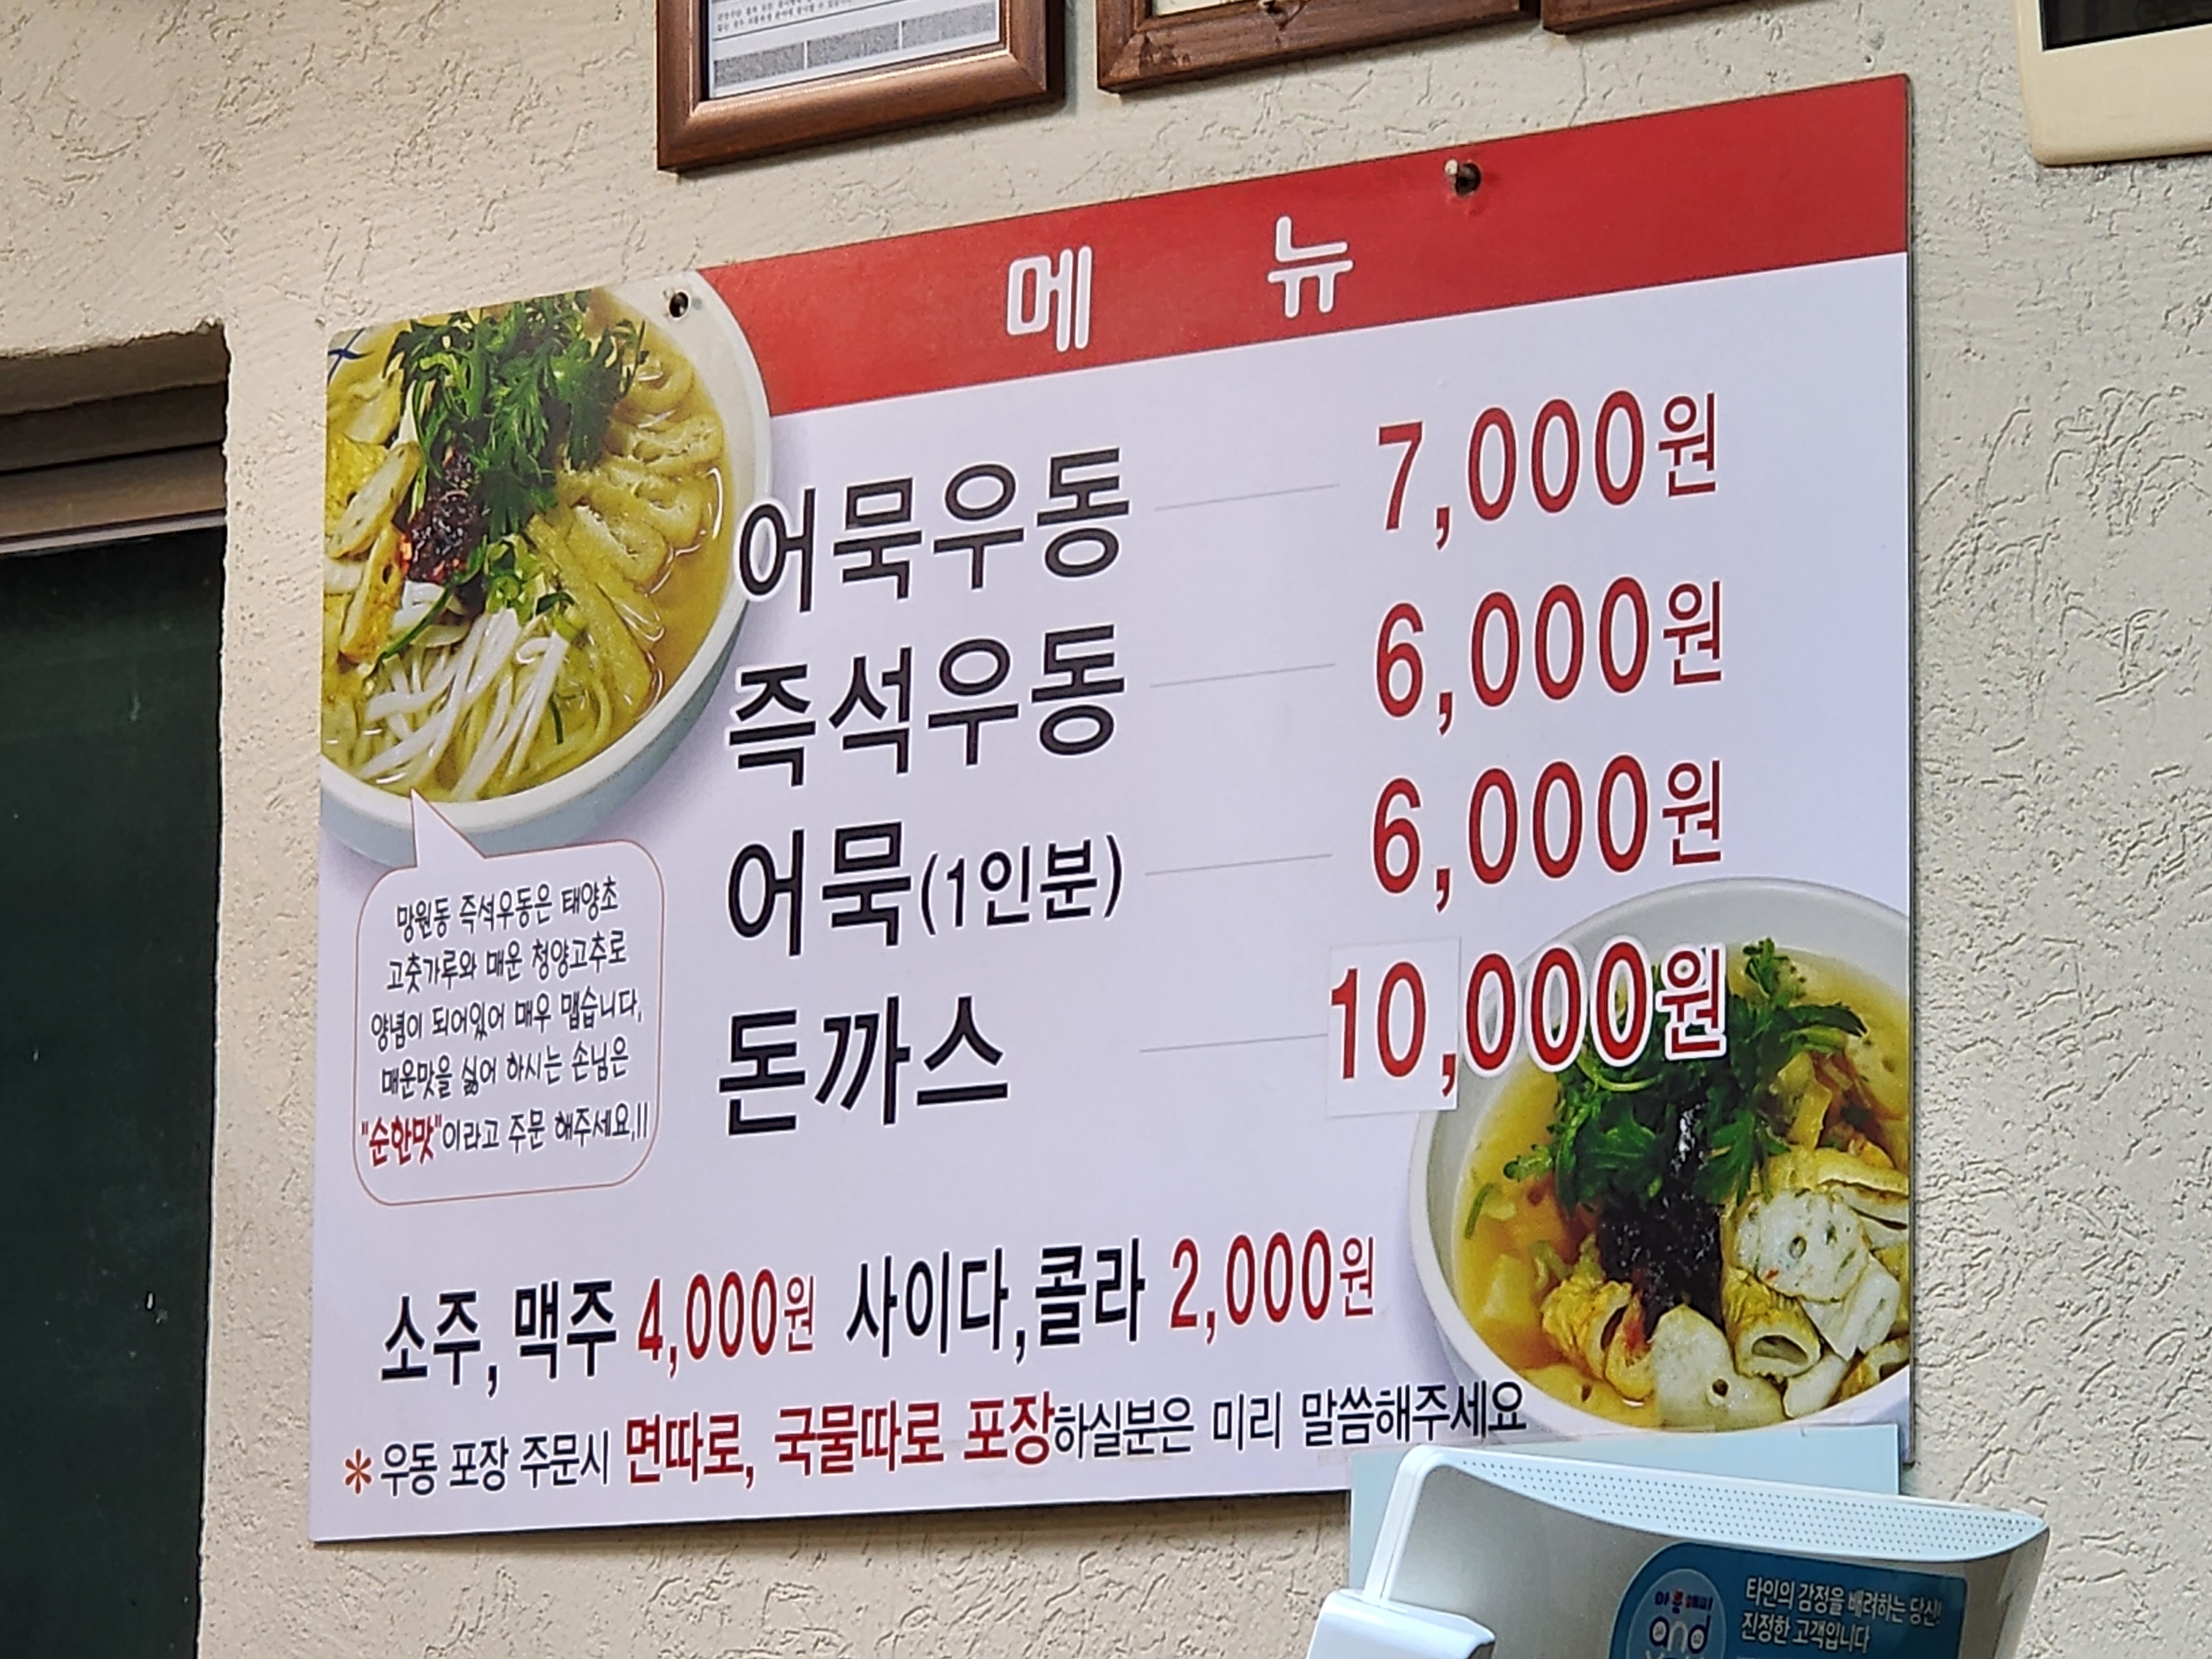 메 뉴
어묵우동 7,000원
즉석우동 6,000원
어묵(1인분) 6,000원
돈까스 10,000원
망원동 즉석우동은 태양초
고춧가루와 매운 청양고추로
양념이 되어있어 매우 맵습니다,
매운맛을 싫어 하시는 손님은
"순한맛"이라고 주문 해주세요,!!
소주, 맥주 4,000원 사이다,콜라 2,000원
*우동 포장 주문시 면따로, 국물따로 포장하실분은 미리 말씀해주세요
타인의 감정을 배려하는 당신!
and 진정한 고객입니다